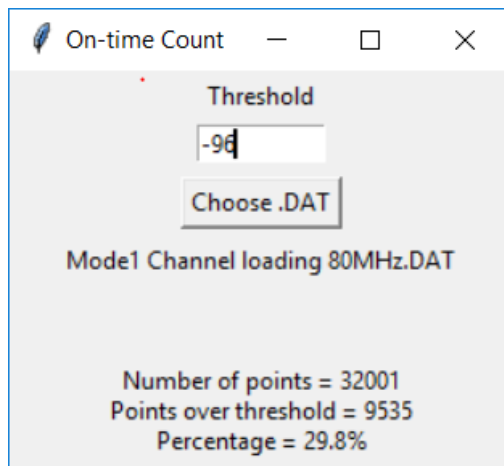 On-time Count
Threshold
-96
Choose .DAT
Mode1 Channel loading 80MHz.DAT
Number of points = 32001
Points over threshold = 9535
Percentage = 29.8%